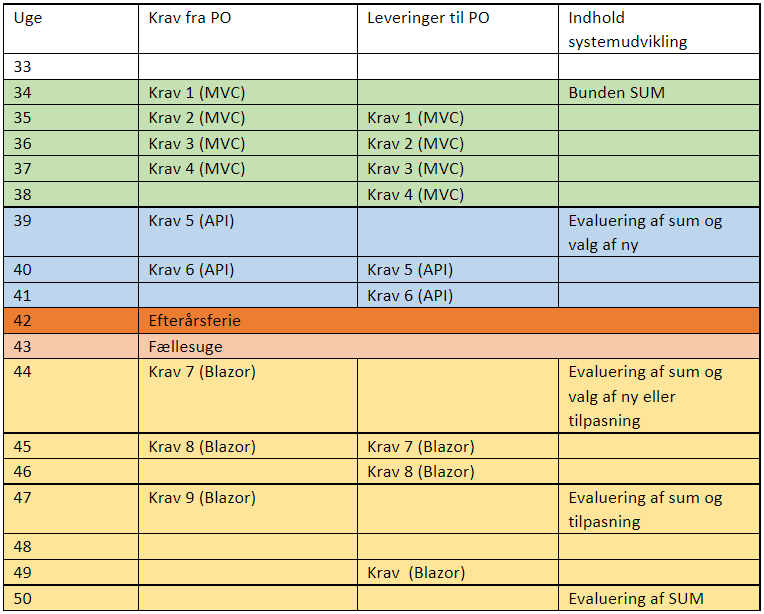 Uge Krav fra PO Leveringer til PO Indhold
systemudvikling
33
34 Krav 1 (MVC) Bunden SUM
35 Krav 2 (MVC) Krav 1 (MVC)
36 Krav 3 (MVC) Krav 2 (MVC)
37 Krav 4 (MVC) Krav 3 (MVC)
38 Krav 4 (MVC)
39 Krav 5 (API) Evaluering af sum og
valg af ny
40 Krav 6 (API) Krav 5 (API)
41 Krav 6 (API)
42 Efterårsferie
43 Fællesuge
44 Krav 7 (Blazor) Evaluering af sum og
valg af ny eller
tilpasning
45 Krav 8 (Blazor) Krav 7 (Blazor)
46 Krav 8 (Blazor)
47 Krav 9 (Blazor) Evaluering af sum og
tilpasning
48
49 Krav  (Blazor)
50 Evaluering af SUM